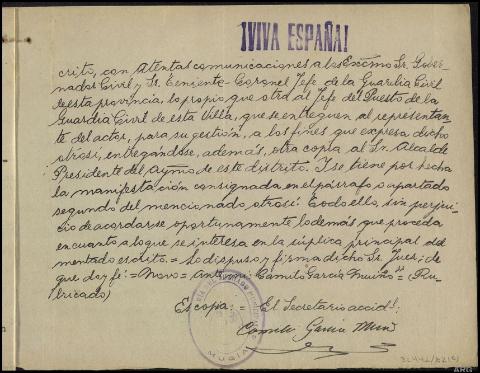 ¡VIVA ESPAÑA!
crito, con atentas comunicaciones a los Excmo Sr. Gober-
nador Civil y Sr. Teniente-Coronel Jefe de la Guardia Civil
de esta provincia, lo propio que otra al Jefe del Puesto de la
Guardia Civil de esta Villa, que se entreguen al representan-
te del actor, para su gestión, a los fines que expresa dicho
otrosí, entregándose, además, otra copia al Sr. Alcalde
Presidente del Aymto de este distrito. Y se tiene por hecha
la manifestación consignada en el párrafo o apartado
segundo del mencionado otrosí. Todo ello, sin perjui-
cio de acordarse oportunamente lo demás que proceda
en cuanto a lo que se interesa en la súplica principal del
mentado escrito.= Lo dispuso y firma dicho Sr. Juez; de
que doy fé:= Novo= Ante mi: Camilo García Muiños (Ru-
bricado)
Es copia: El Secretario accidl:
Camilo García
MUGIA
ARG